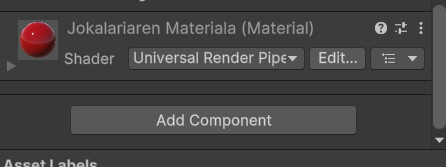 Jokalariaren Materiala (Material)
Shader Universal Render Pipe Edit...
Add Component
Asset Labels